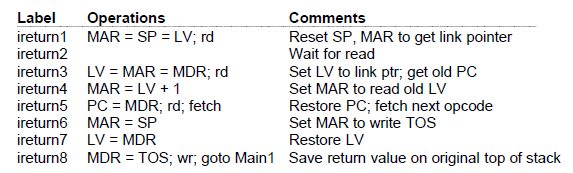 Label Operations Comments
ireturn1 MAR = SP = LV; rd Reset SP, MAR to get link pointer
ireturn2 Wait for read
ireturn3 LV = MAR = MDR; rd Set LV to link ptr; get old PC
ireturn4 MAR = LV + 1 Set MAR to read old LV
ireturn5 PC = MDR; rd; fetch Restore PC; fetch next opcode
ireturn6 MAR = SP Set MAR to write TOS
ireturn7 LV = MDR Restore LV
ireturn8 MDR = TOS; wr; goto Main1 Save return value on original top of stack